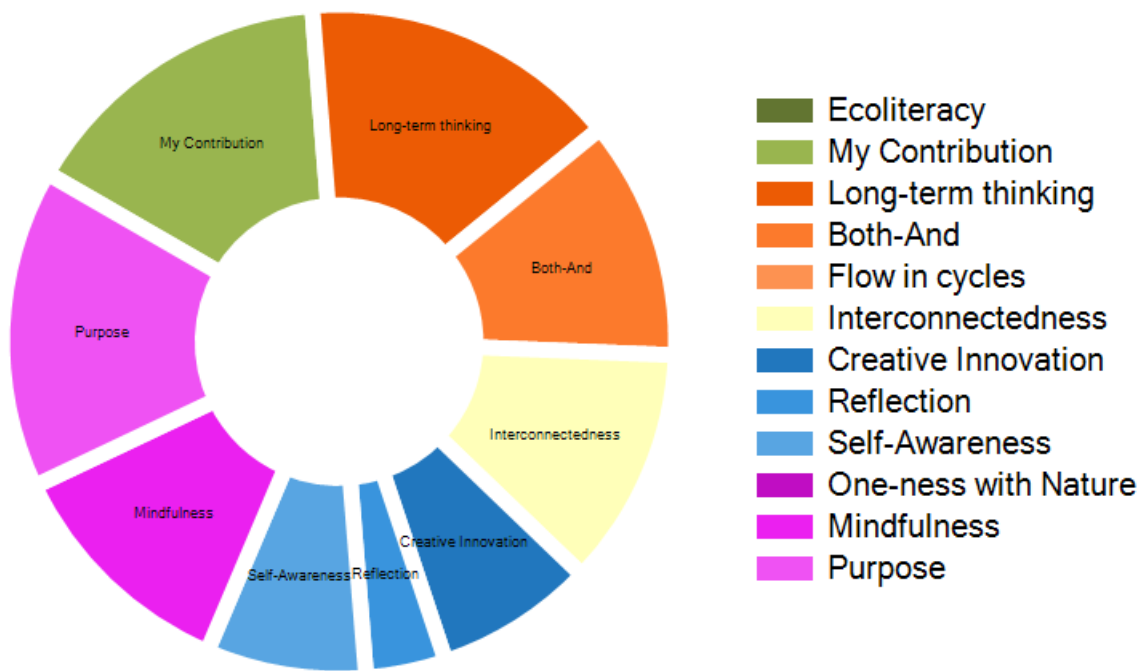 My Contribution
Long-term thinking
Both-And
Purpose
Interconnectedness
Mindfulness
Creative Innovation
Self-Awareness
Reflection
Ecoliteracy
My Contribution
Long-term thinking
Both-And
Flow in cycles
Interconnectedness
Creative Innovation
Reflection
Self-Awareness
One-ness with Nature
Mindfulness
Purpose